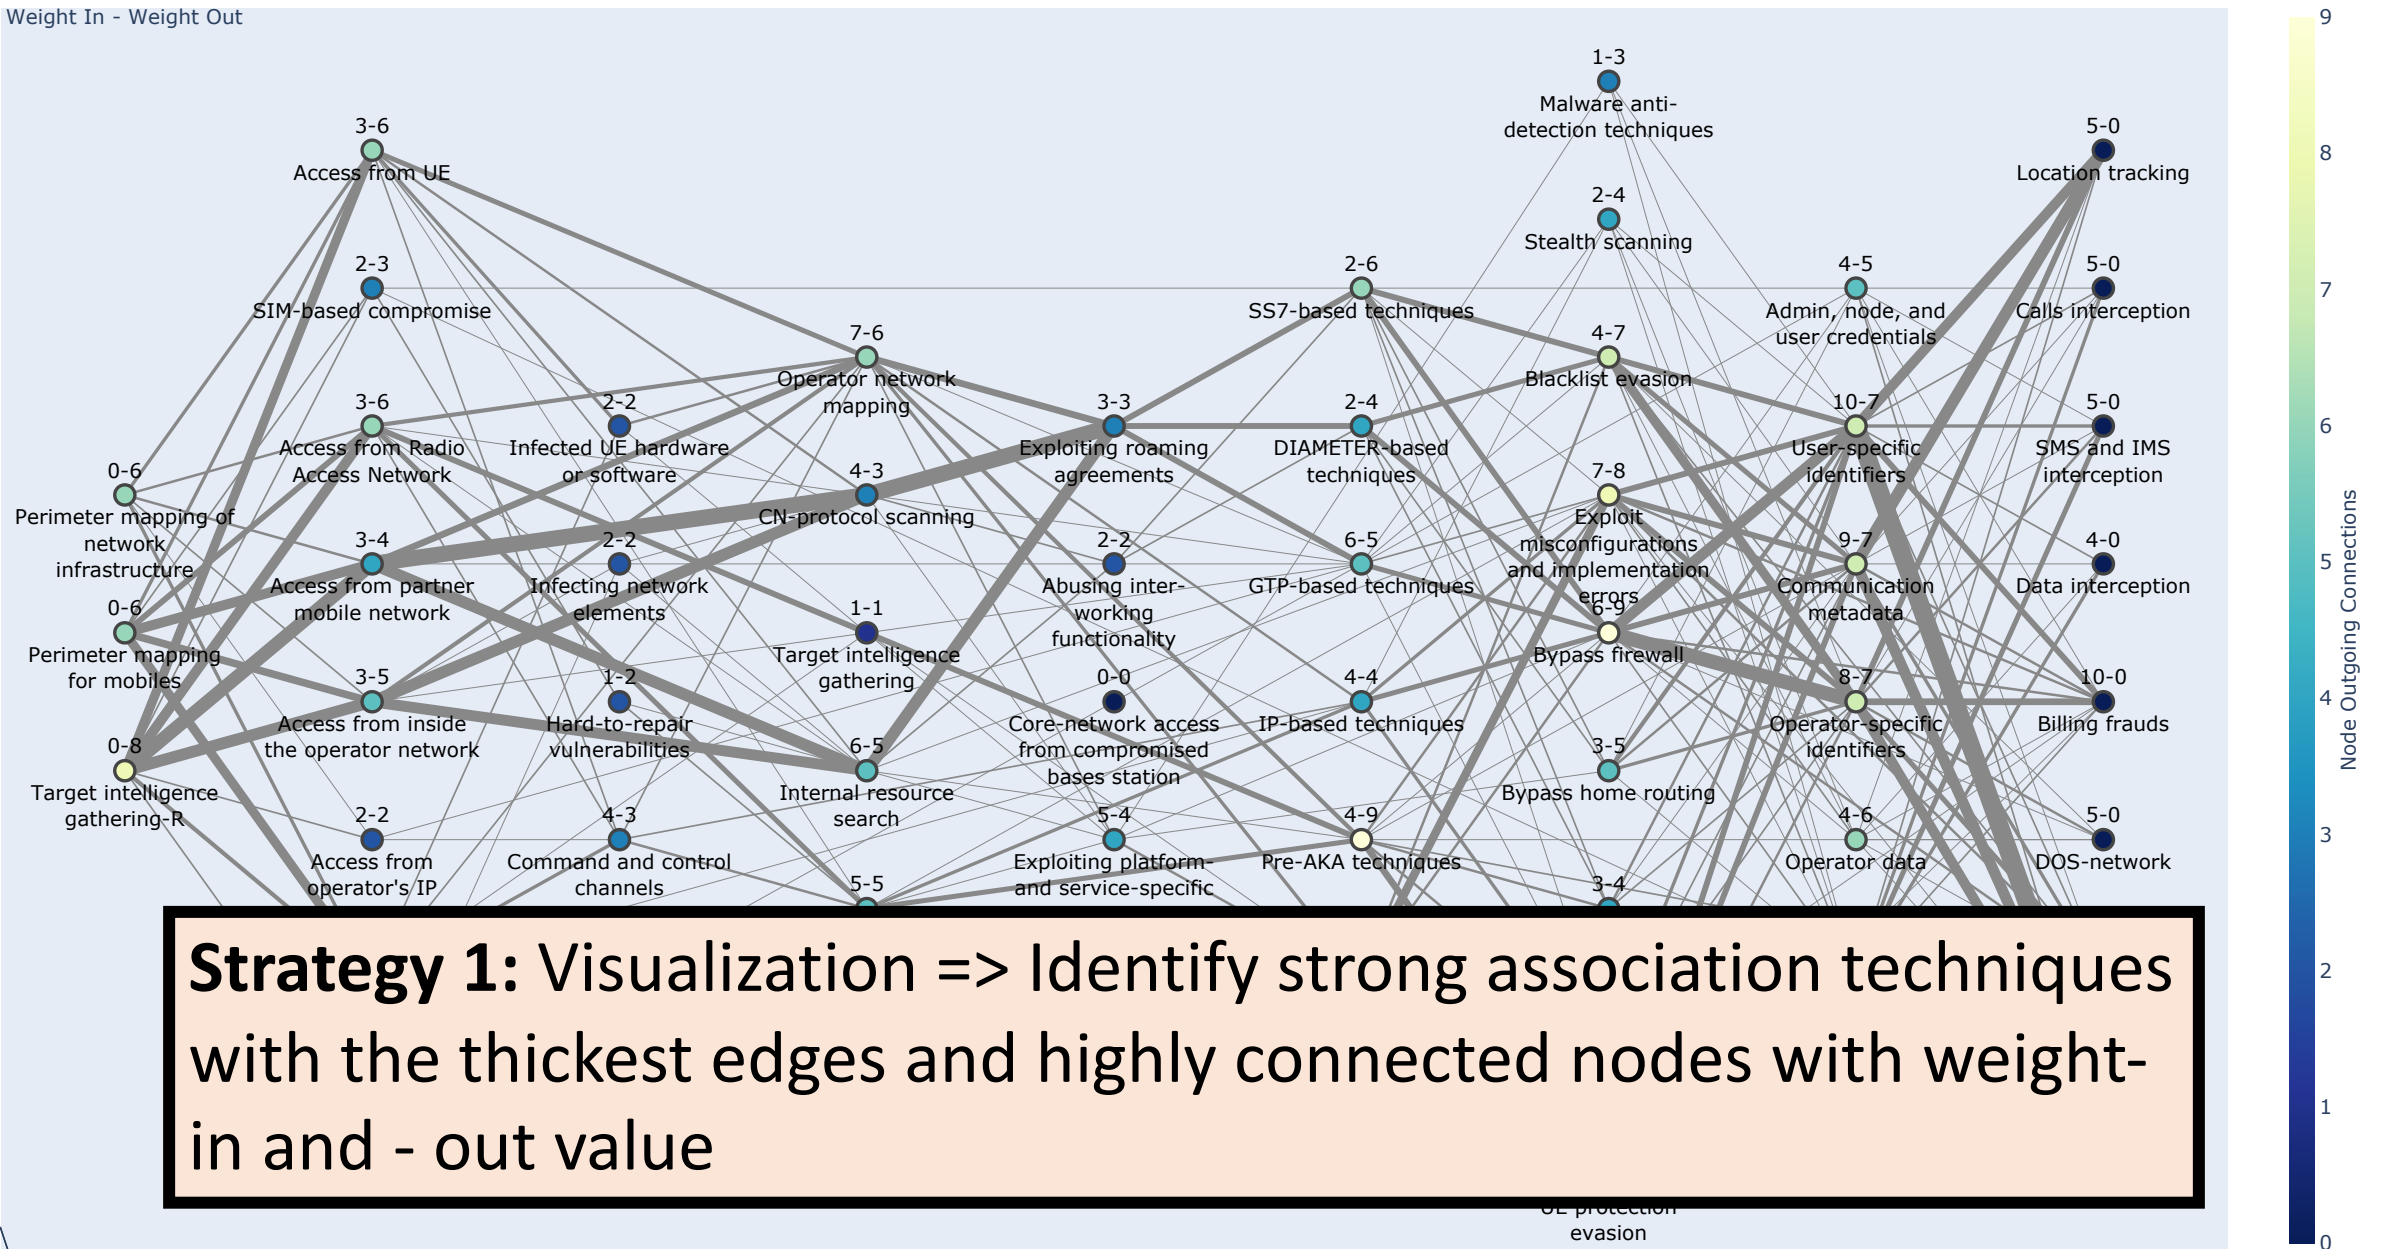 Weight In - Weight Out
1-3
Malware anti-
detection techniques
3-6
Access from UE
5-0
Location tracking
2-4
Stealth scanning
2-3
SIM-based compromise
2-6
SS7-based techniques
4-5
Admin, node, and
user credentials
5-0
Calls interception
7-6
Operator network
mapping
4-7
Blacklist evasion
3-6
Access from Radio
Access Network
2-2
Infected UE hardware
or software
3-3
Exploiting roaming
agreements
2-4
DIAMETER-based
techniques
10-7
User-specific
identifiers
5-0
SMS and IMS
interception
0-6
Perimeter mapping of
network
infrastructure
4-3
CN-protocol scanning
7-8
Exploit
misconfigurations
and implementation
errors
3-4
Access from partner
mobile network
2-2
Infecting network
elements
2-2
Abusing inter-
working
functionality
6-5
GTP-based techniques
9-7
Communication
metadata
4-0
Data interception
0-6
Perimeter mapping
for mobiles
1-1
Target intelligence
gathering
6-9
Bypass firewall
3-5
Access from inside
the operator network
1-2
Hard-to-repair
vulnerabilities
0-0
Core-network access
from compromised
bases station
4-4
IP-based techniques
8-7
Operator-specific
identifiers
10-0
Billing frauds
0-8
Target intelligence
gathering-R
6-5
Internal resource
search
3-5
Bypass home routing
2-2
Access from
operator's IP
4-3
Command and control
channels
5-4
Exploiting platform-
and service-specific
4-9
Pre-AKA techniques
4-6
Operator data
5-0
DOS-network
5-5
3-4
Strategy 1: Visualization => Identify strong association techniques
with the thickest edges and highly connected nodes with weight-
in and - out value
UE protection
evasion
9
8
7
6
5
4
3
2
1
0
Node Outgoing Connections